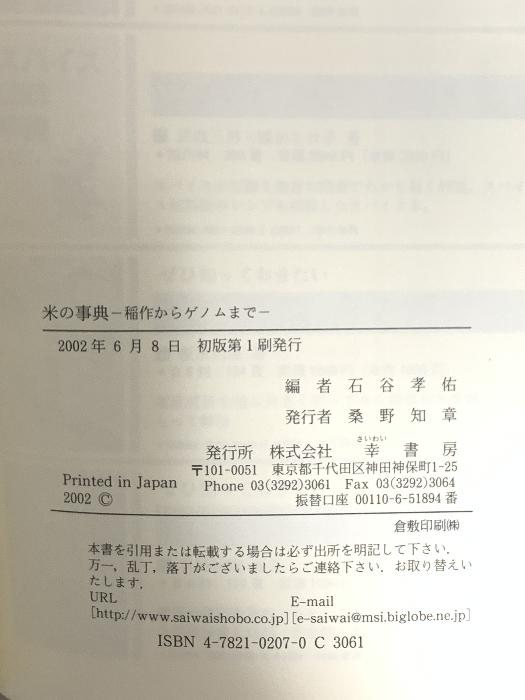 米の事典－稲作からゲノムまで－
2002年6月8日 初版第1刷発行
編者 石谷孝佑
発行者 桑野知章
さいわい
発行所 株式会社 幸書房
〒101-0051 東京都千代田区神田神保町1-25
Printed in Japan Phone 03(3292)3061 Fax 03(3292)3064
2002 © 振替口座 00110-6-51894番
倉敷印刷㈱
本書を引用または転載する場合は必ず出所を明記して下さい．
万一，乱丁，落丁がございましたらご連絡下さい．お取り替えい
たします．
URL E-mail
[http://www.saiwaishobo.co.jp][e-saiwai@msi.biglobe.ne.jp]
ISBN 4-7821-0207-0 C 3061